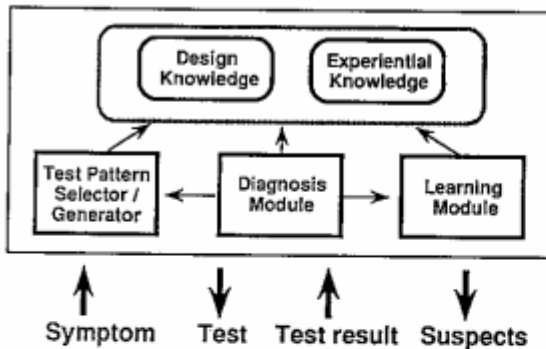 Design
Knowledge
Experiential
Knowledge
Test Pattern
Selector /
Generator
Diagnosis
Module
Learning
Module
Symptom
Test
Test result
Suspects